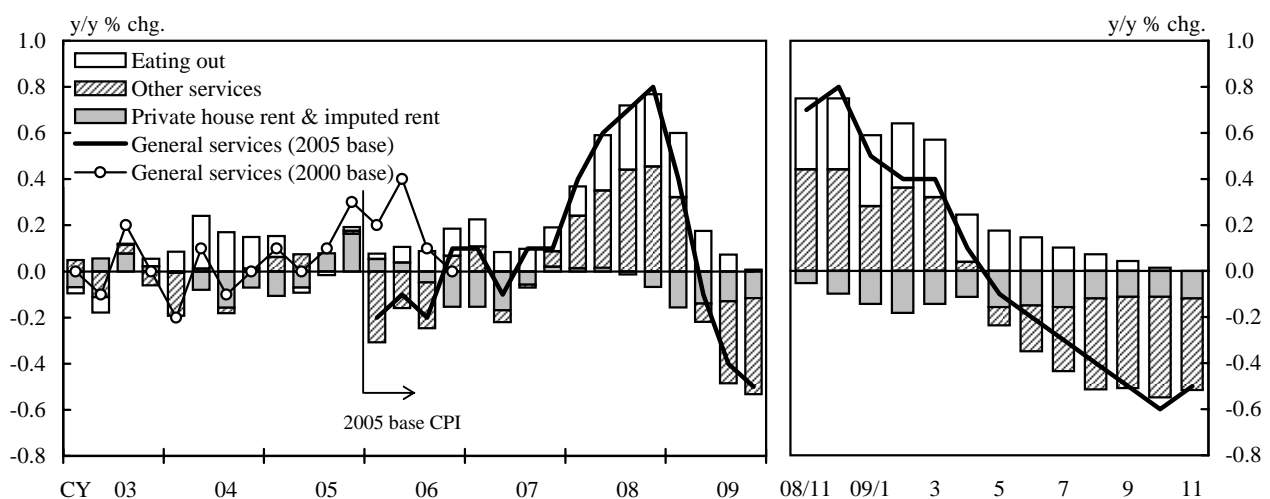 y/y % chg.
y/y % chg.
1.0
0.8
0.6
0.4
0.2
0.0
-0.2
-0.4
-0.6
-0.8
Eating out
Other services
Private house rent & imputed rent
General services (2005 base)
General services (2000 base)
2005 base CPI
CY 03 04 05 06 07 08 09
1.0
0.8
0.6
0.4
0.2
0.0
-0.2
-0.4
-0.6
-0.8
08/11 09/1 3 5 7 9 11